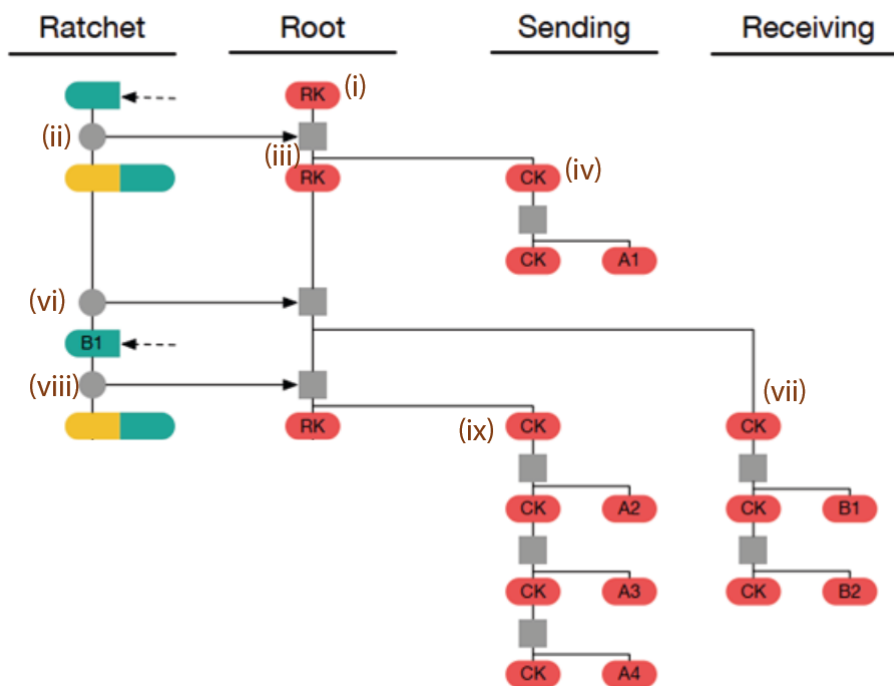 Ratchet Root Sending Receiving
RK (i)
(ii)
(iii)
RK CK (iv)
CK A1
(vi)
B1
(viii) (vii)
RK (ix) CK CK
CK A2 CK B1
CK A3 CK B2
CK A4